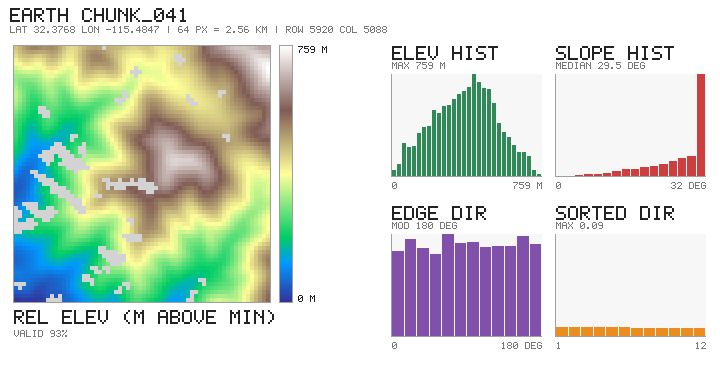 EARTH CHUNK_041
LAT 32.3768 LON -115.4847 | 64 PX = 2.56 KM | ROW 5920 COL 5088
759 M
0 M
REL ELEV (M ABOVE MIN)
VALID 93%
ELEV HIST
MAX 759 M
0 759 M
SLOPE HIST
MEDIAN 29.5 DEG
0 32 DEG
EDGE DIR
MOD 180 DEG
0 180 DEG
SORTED DIR
MAX 0.09
1 12